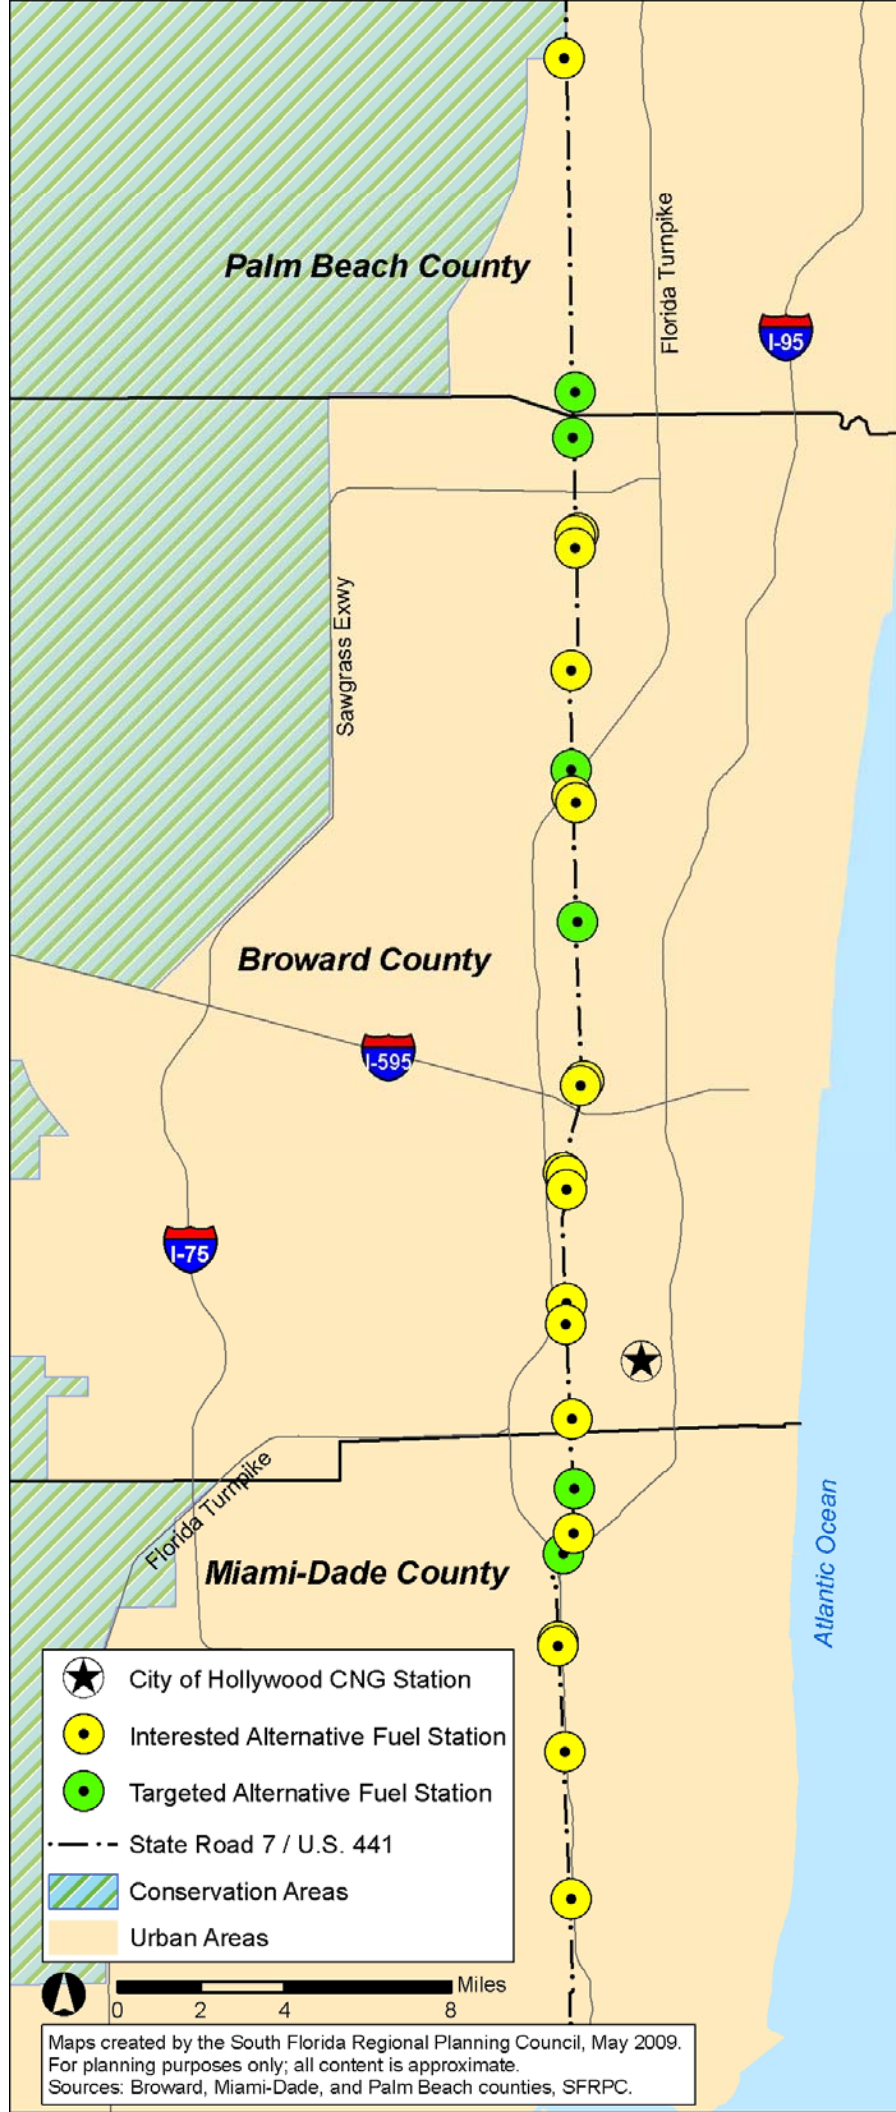 Palm Beach County
Florida Turnpike
I-95
Sawgrass Exwy
Broward County
I-595
I-75
Florida Turnpike
Miami-Dade County
Atlantic Ocean
City of Hollywood CNG Station
Interested Alternative Fuel Station
Targeted Alternative Fuel Station
State Road 7 / U.S. 441
Conservation Areas
Urban Areas
Miles
0 2 4 8
Maps created by the South Florida Regional Planning Council, May 2009.
For planning purposes only; all content is approximate.
Sources: Broward, Miami-Dade, and Palm Beach counties, SFRPC.